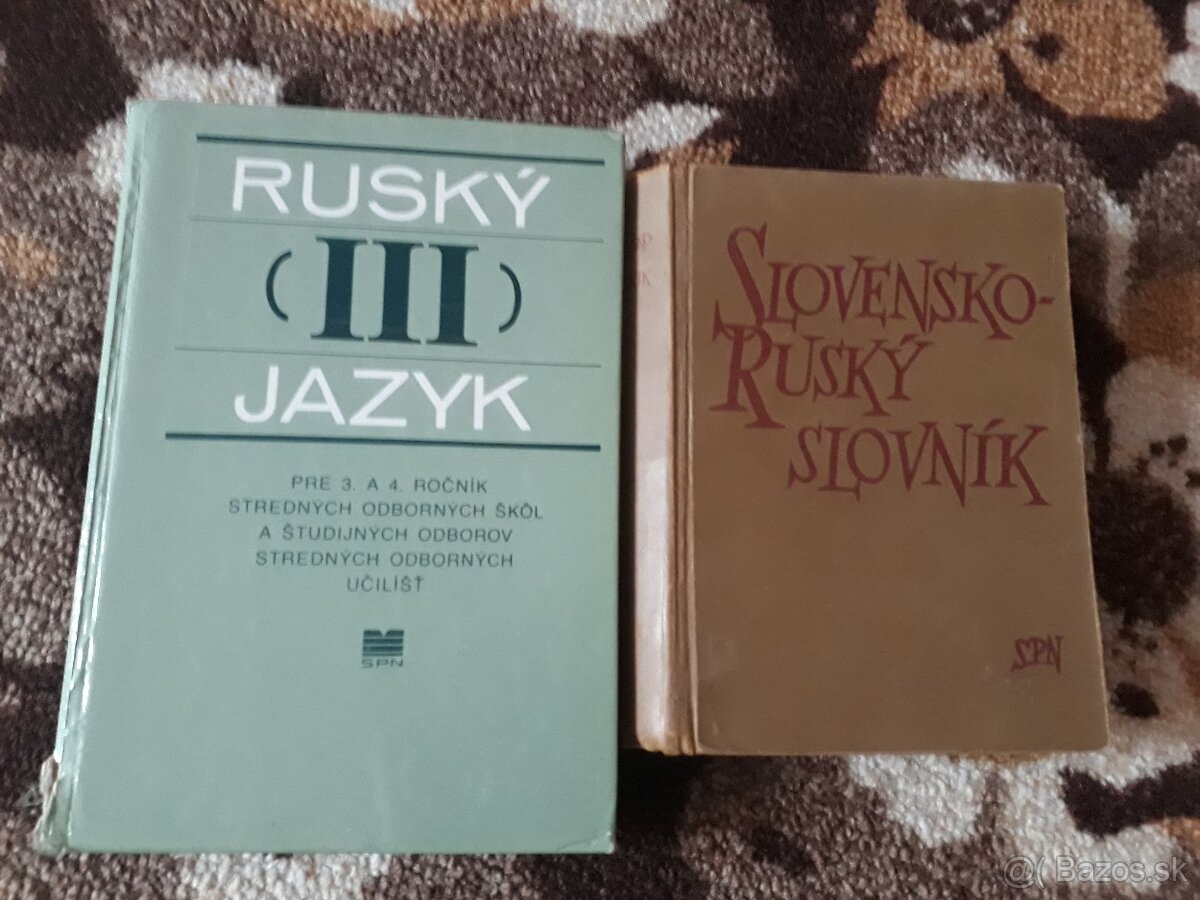 RUSKÝ
(III)
JAZYK
PRE 3. A 4. ROČNÍK
STREDNÝCH ODBORNÝCH ŠKÔL
A ŠTUDIJNÝCH ODBOROV
STREDNÝCH ODBORNÝCH
UČILÍŠŤ
SPN
SLOVENSKO-
RUSKÝ
SLOVNÍK
SPN
@( Bazos.sk